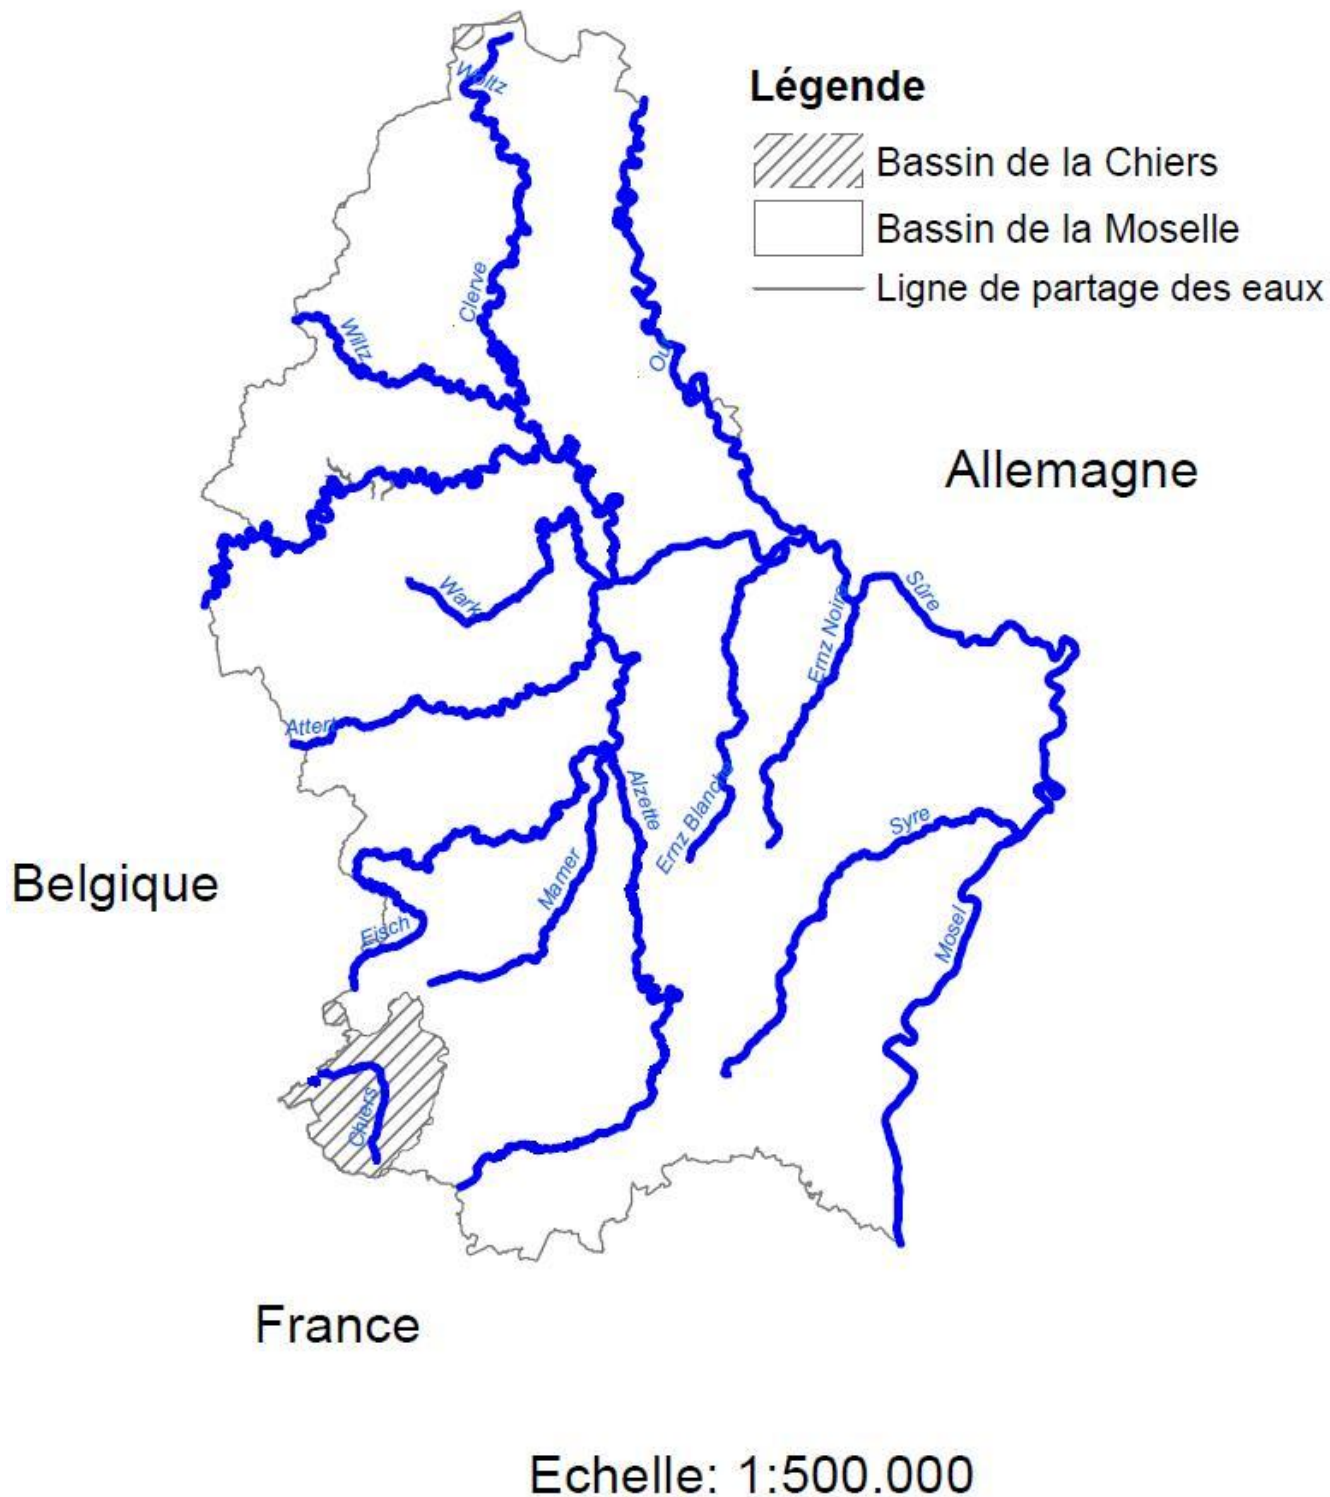 Woltz
Légende
Bassin de la Chiers
Bassin de la Moselle
Ligne de partage des eaux
Clerve
Wiltz
Our
Allemagne
Wark
Sûre
Ernz Noire
Attert
Alzette
Ernz Blanche
Syre
Mamer
Belgique
Eisch
Mosel
Chiers
France
Echelle: 1:500.000